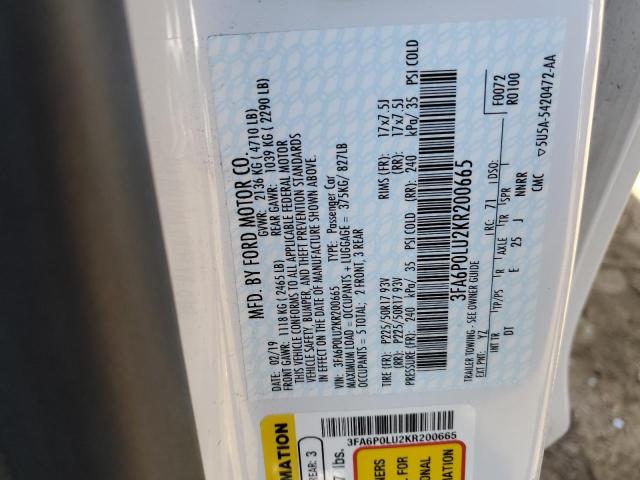 MFD. BY FORD MOTOR CO.
02/19 GVWR: 2136 KG ( 4710 LB)
FRONT GAWR: 1118 KG (2465 LB) REAR GAWR: 1039 KG ( 2290 LB)
THIS VEHICLE CONFORMS TO ALL APPLICABLE FEDERAL MOTOR
VEHICLE SAFETY, BUMPER, AND THEFT PREVENTION STANDARDS
IN EFFECT ON THE DATE OF MANUFACTURE SHOWN ABOVE.
VIN: 3FA6P0LU2KR200665 TYPE: Passenger Car
MAXIMUM LOAD = OCCUPANTS + LUGGAGE = 375KG/ 827LB
OCCUPANTS = 5 TOTAL; 2 FRONT, 3 REAR
TIRE (FR): P225/50R17 93V RIMS (FR): 17x7.5J
(RR): P225/50R17 93V (RR): 17x7.5J
PRESSURE (FR): 240 kPa/ 35 PSI COLD (RR): 240 kPa/ 35 PSI COLD
3FA6P0LU2KR200665
TRAILER TOWING - SEE OWNER GUIDE
EXT PNT: YZ RC: 71 DSO: F0072
R0100
INT TR TP/PS R AXLE TR SPR
DT E 25 J NNRR
CMC ▽5U5A-5420472-AA
3FA6P0LU2KR200665
REAR: 3
lbs.
FOR